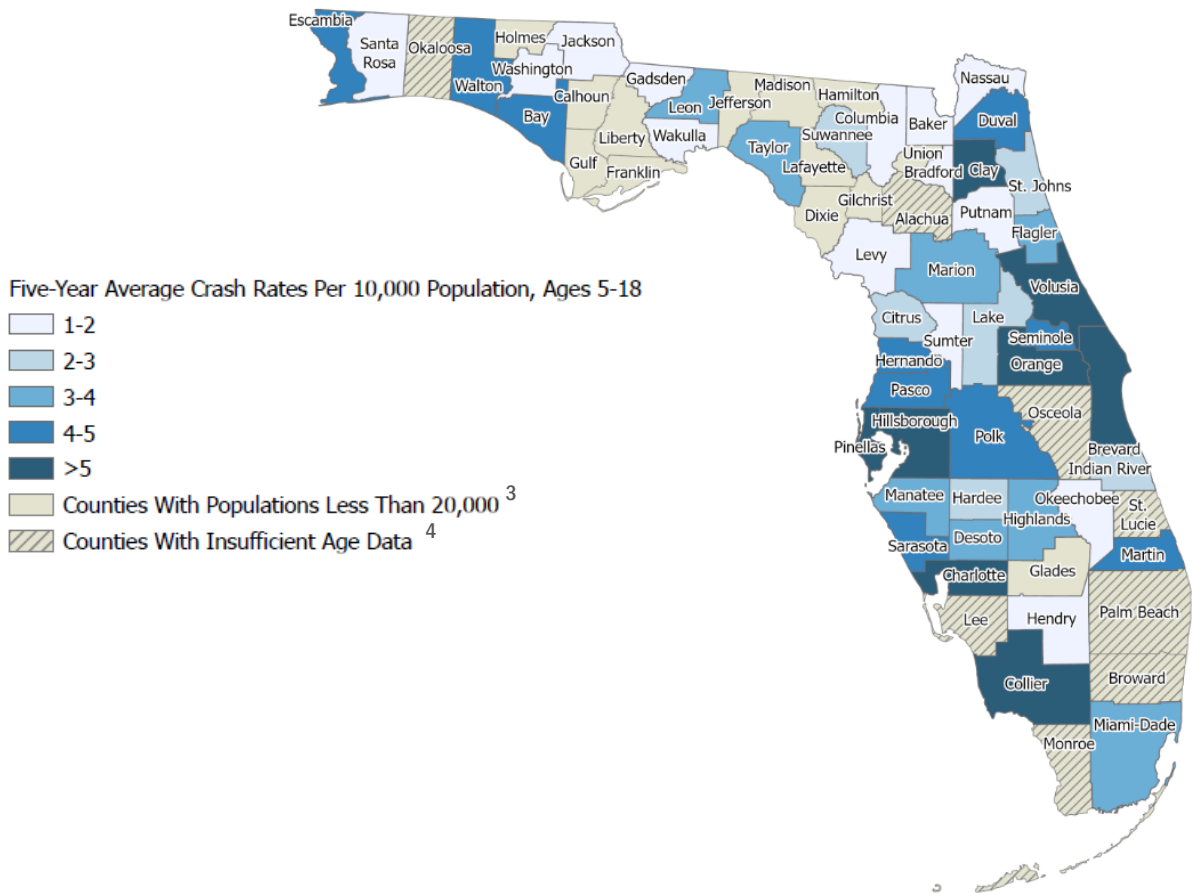 Escambia
Santa
Rosa
Okaloosa
Holmes
Jackson
Washington
Walton
Calhoun
Bay
Gadsden
Leon
Jefferson
Madison
Hamilton
Liberty
Wakulla
Gulf
Franklin
Taylor
Suwannee
Columbia
Baker
Nassau
Duval
Lafayette
Union
Bradford
Clay
St. Johns
Dixie
Gilchrist
Alachua
Putnam
Flagler
Levy
Marion
Volusia
Five-Year Average Crash Rates Per 10,000 Population, Ages 5-18
1-2
2-3
3-4
4-5
>5
Counties With Populations Less Than 20,000 3
Counties With Insufficient Age Data 4
Citrus
Lake
Sumter
Seminole
Hernando
Orange
Pasco
Osceola
Hillsborough
Polk
Pinellas
Brevard
Indian River
Manatee
Hardee
Okeechobee
St.
Lucie
Highlands
Desoto
Sarasota
Martin
Charlotte
Glades
Lee
Hendry
Palm Beach
Collier
Broward
Miami-Dade
Monroe